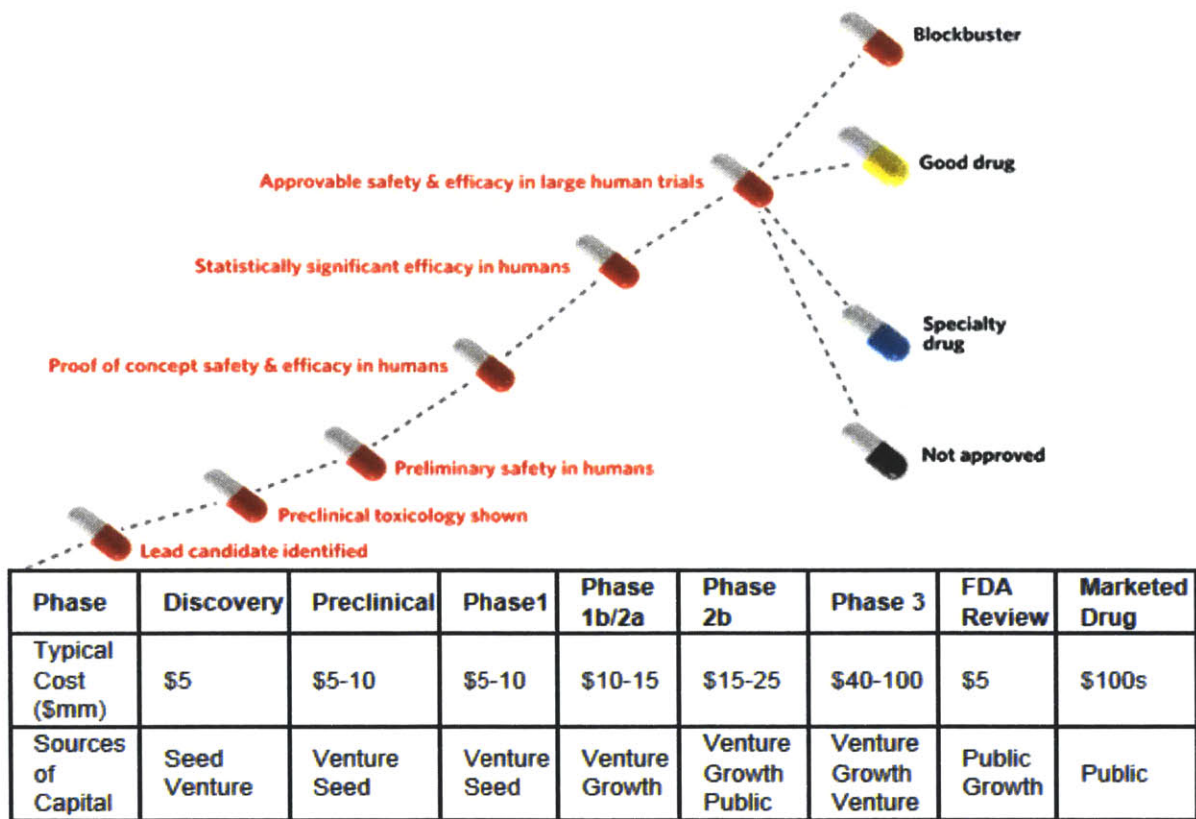 Blockbuster
Good drug
Approvable safety & efficacy in large human trials
Statistically significant efficacy in humans
Specialty
drug
Proof of concept safety & efficacy in humans
Not approved
Preliminary safety in humans
Preclinical toxicology shown
Lead candidate identified
Phase Discovery Preclinical Phase1 Phase 1b/2a Phase 2b Phase 3 FDA Review Marketed Drug
Typical Cost ($mm) $5 $5-10 $5-10 $10-15 $15-25 $40-100 $5 $100s
Sources of Capital Seed Venture Venture Seed Venture Seed Venture Growth Venture Growth Public Venture Growth Venture Public Growth Public